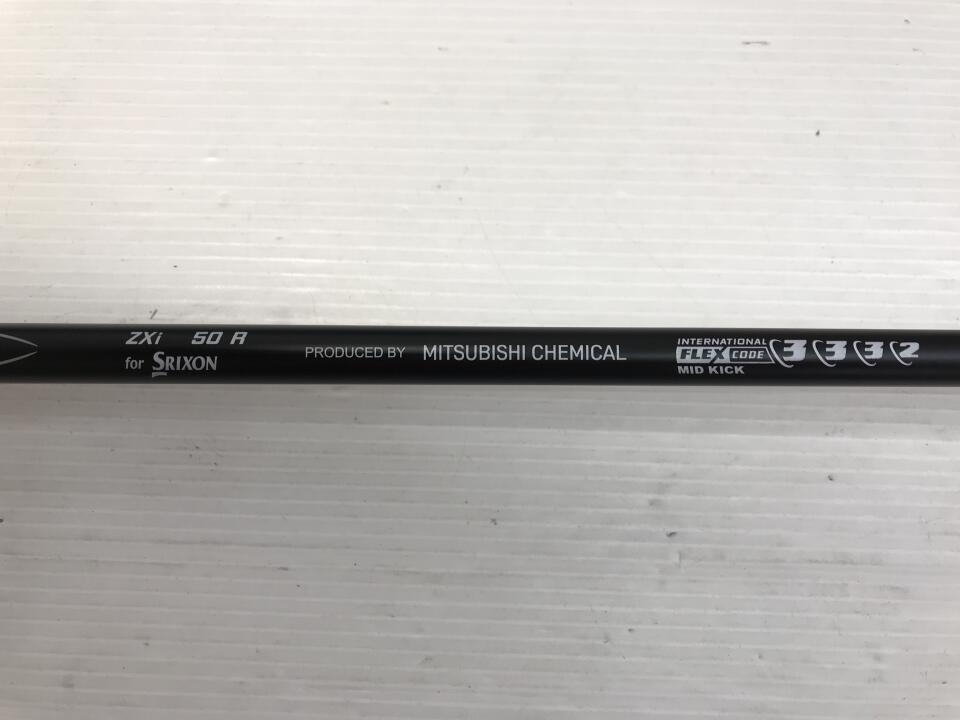 ZXi 50 R
for SRIXON
PRODUCED BY MITSUBISHI CHEMICAL
INTERNATIONAL
FLEX CODE 3 3 3 2
MID KICK